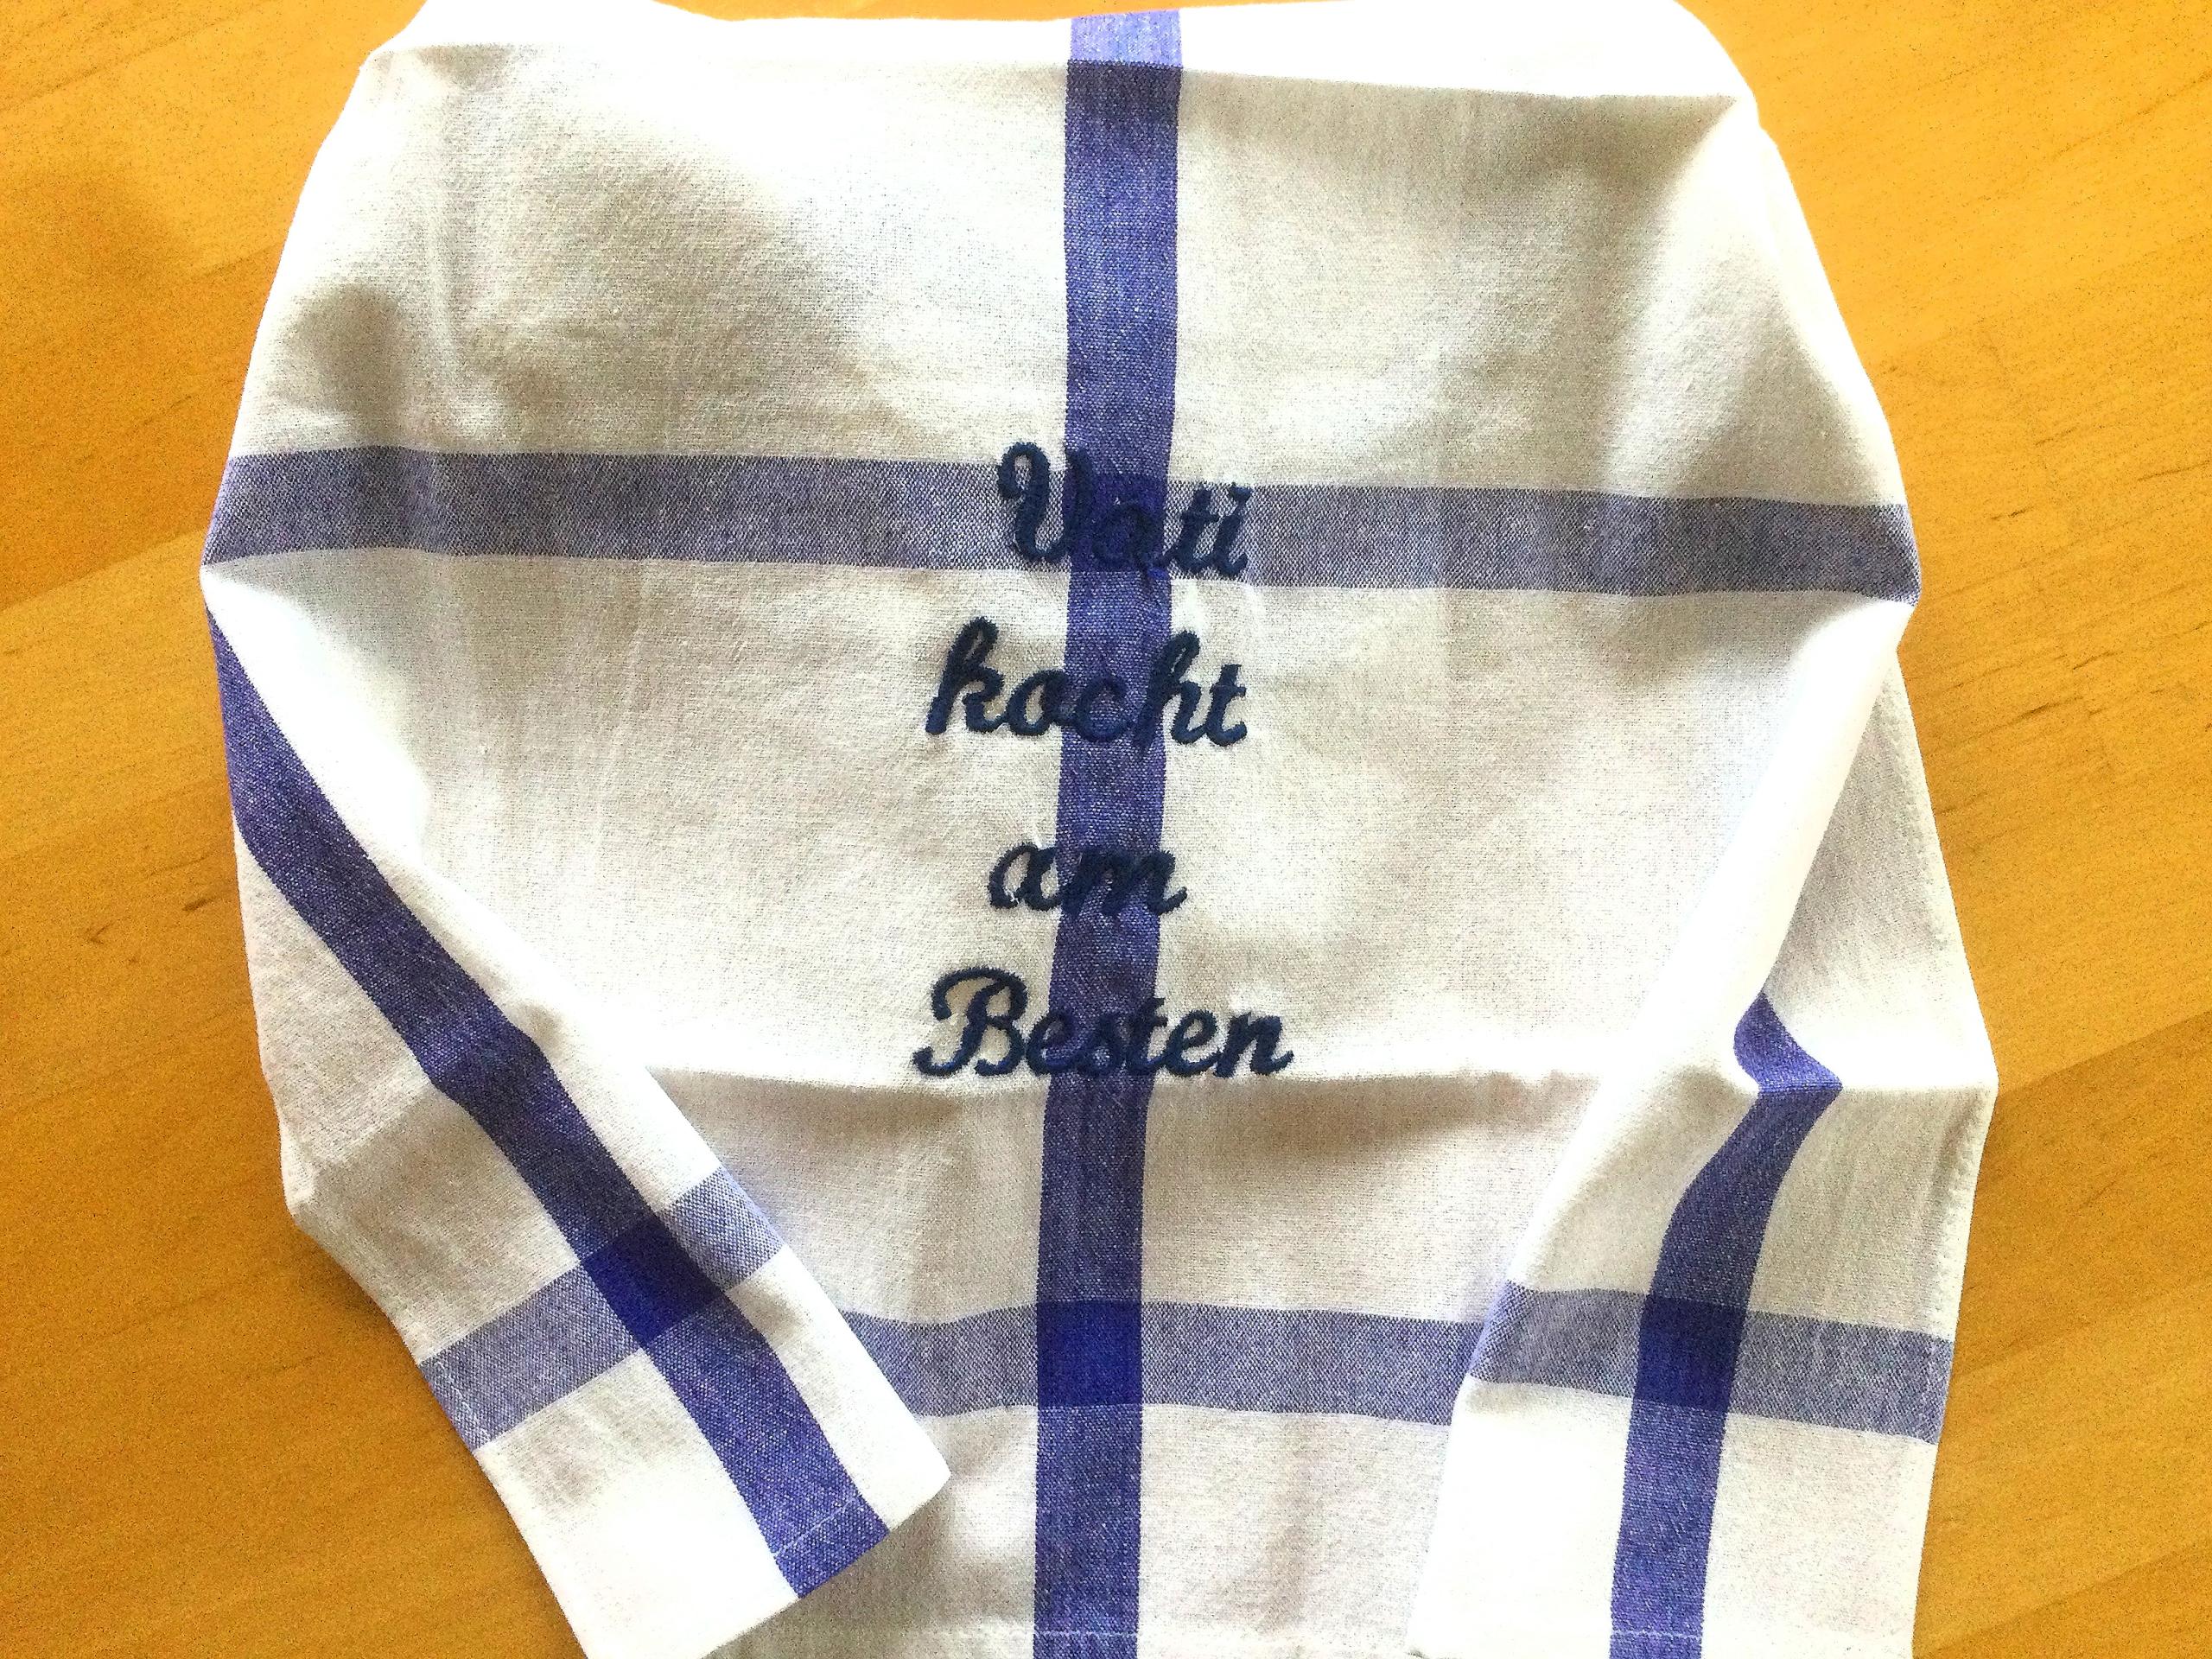 Vati
kocht
am
Besten